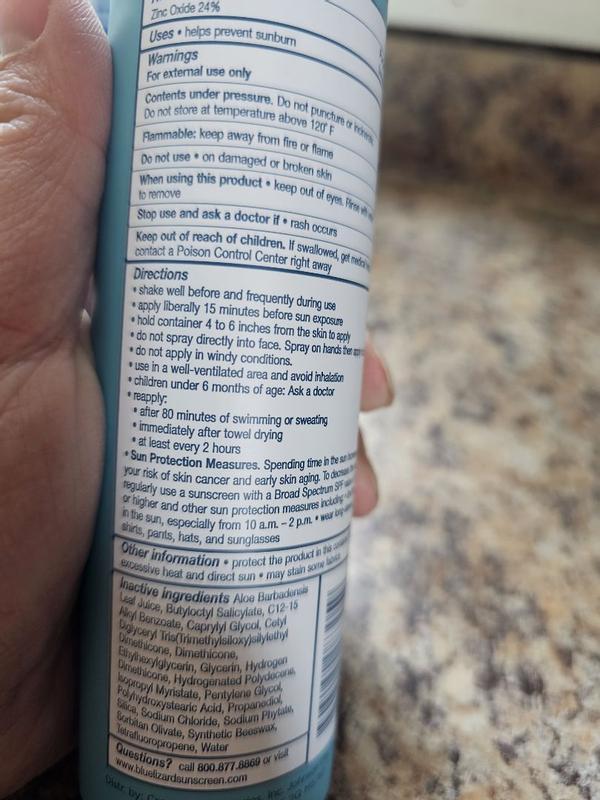 Zinc Oxide 24%
Uses • helps prevent sunburn
Warnings
For external use only
Contents under pressure. Do not puncture or
Do not store at temperature above 120° F
Flammable: keep away from fire or flame
Do not use • on damaged or broken skin
When using this product • keep out of eyes. Rinse with
to remove
Stop use and ask a doctor if • rash occurs
Keep out of reach of children. If swallowed, get medical
contact a Poison Control Center right away
Directions
• shake well before and frequently during use
• apply liberally 15 minutes before sun exposure
• hold container 4 to 6 inches from the skin to apply
• do not spray directly into face. Spray on hands then
• do not apply in windy conditions.
• use in a well-ventilated area and avoid inhalation
• children under 6 months of age: Ask a doctor
• reapply:
• after 80 minutes of swimming or sweating
• immediately after towel drying
• at least every 2 hours
• Sun Protection Measures. Spending time in the sun
your risk of skin cancer and early skin aging. To decrease
regularly use a sunscreen with a Broad Spectrum SPF
or higher and other sun protection measures including:
in the sun, especially from 10 a.m. – 2 p.m. • wear
shirts, pants, hats, and sunglasses
Other information • protect the product in this
excessive heat and direct sun • may stain some fabrics
Inactive ingredients Aloe Barbadensis
Leaf Juice, Butyloctyl Salicylate, C12-15
Alkyl Benzoate, Caprylyl Glycol, Cetyl
Diglyceryl Tris(Trimethylsiloxy)silylethyl
Dimethicone, Dimethicone,
Ethylhexylglycerin, Glycerin, Hydrogen
Dimethicone, Hydrogenated Polydecene,
Isopropyl Myristate, Pentylene Glycol,
Polyhydroxystearic Acid, Propanediol,
Silica, Sodium Chloride, Sodium Phytate,
Sorbitan Olivate, Synthetic Beeswax,
Tetrafluoropropene, Water
Questions? call 800.877.8869 or visit
www.bluelizardsunscreen.com
Distr. by: Inc.